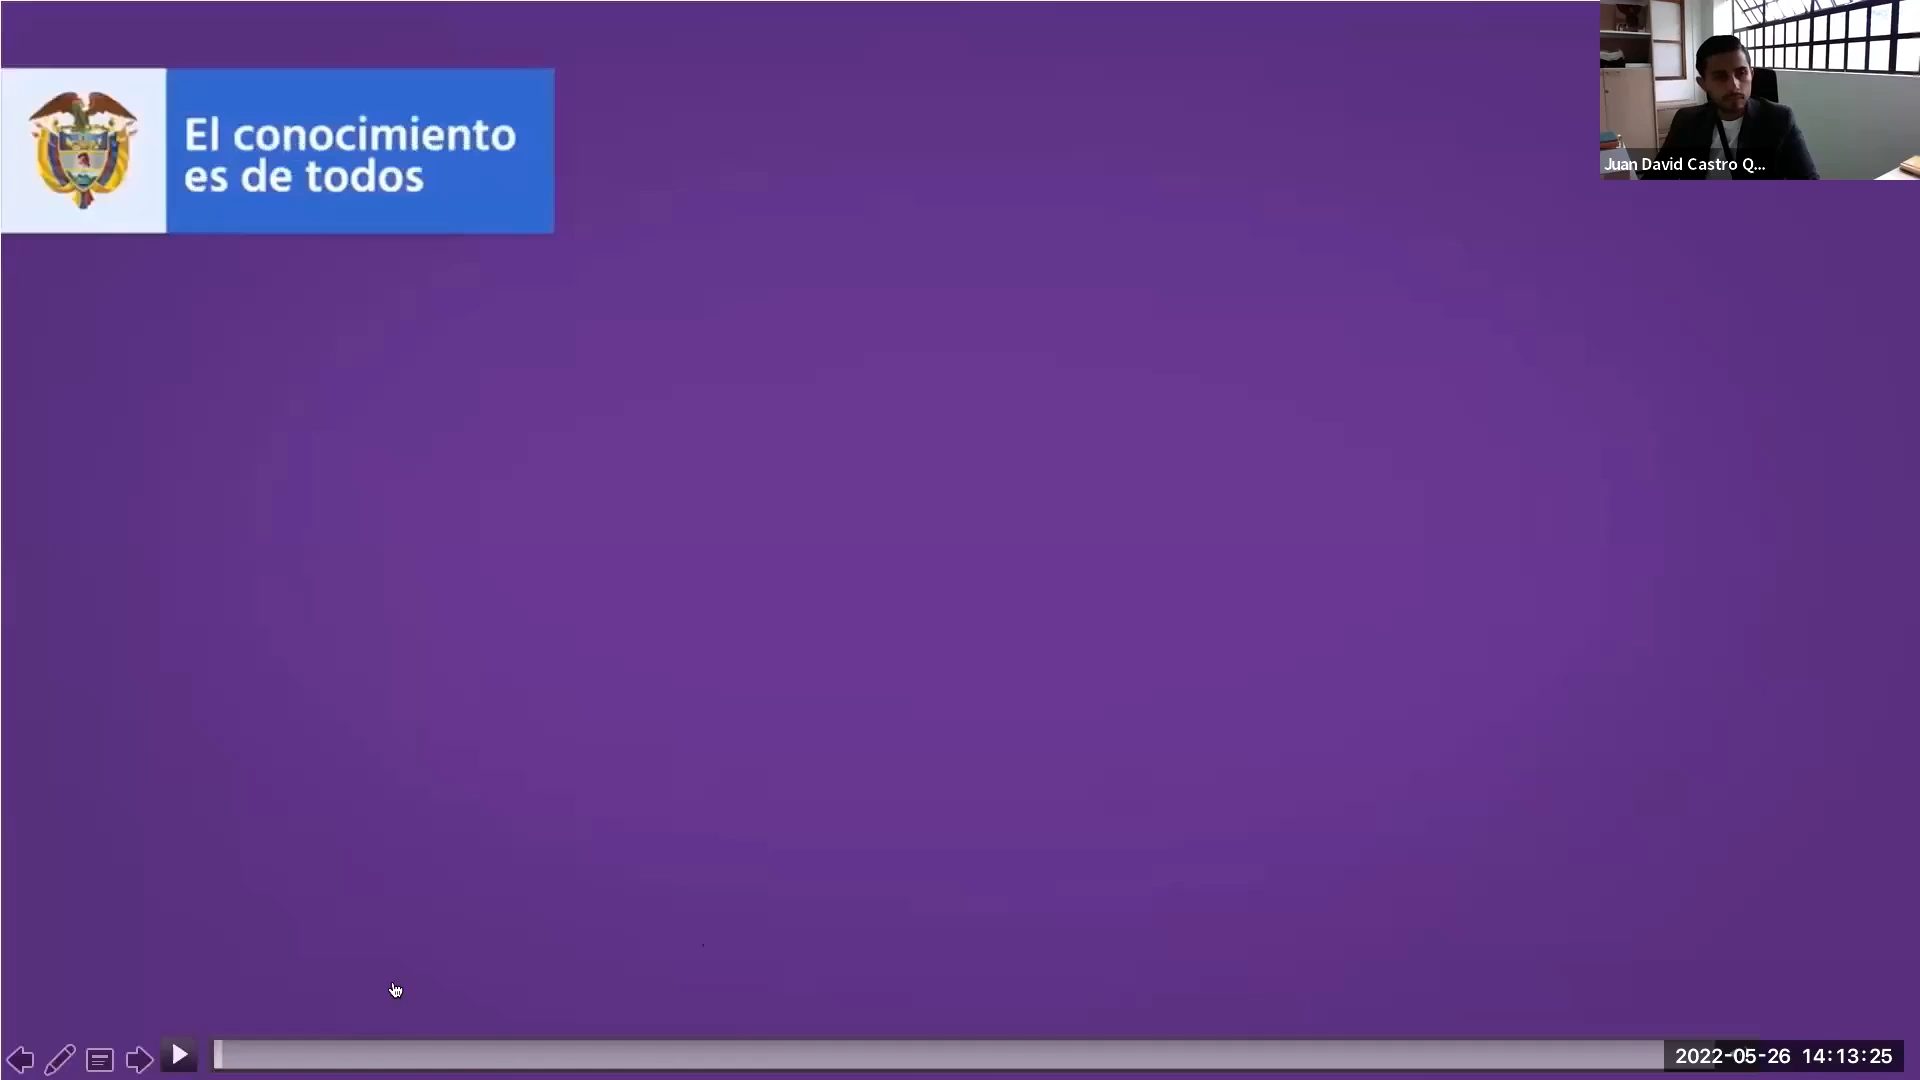 El conocimiento
es de todos
Juan David Castro Q...
2022-05-26 14:13:25